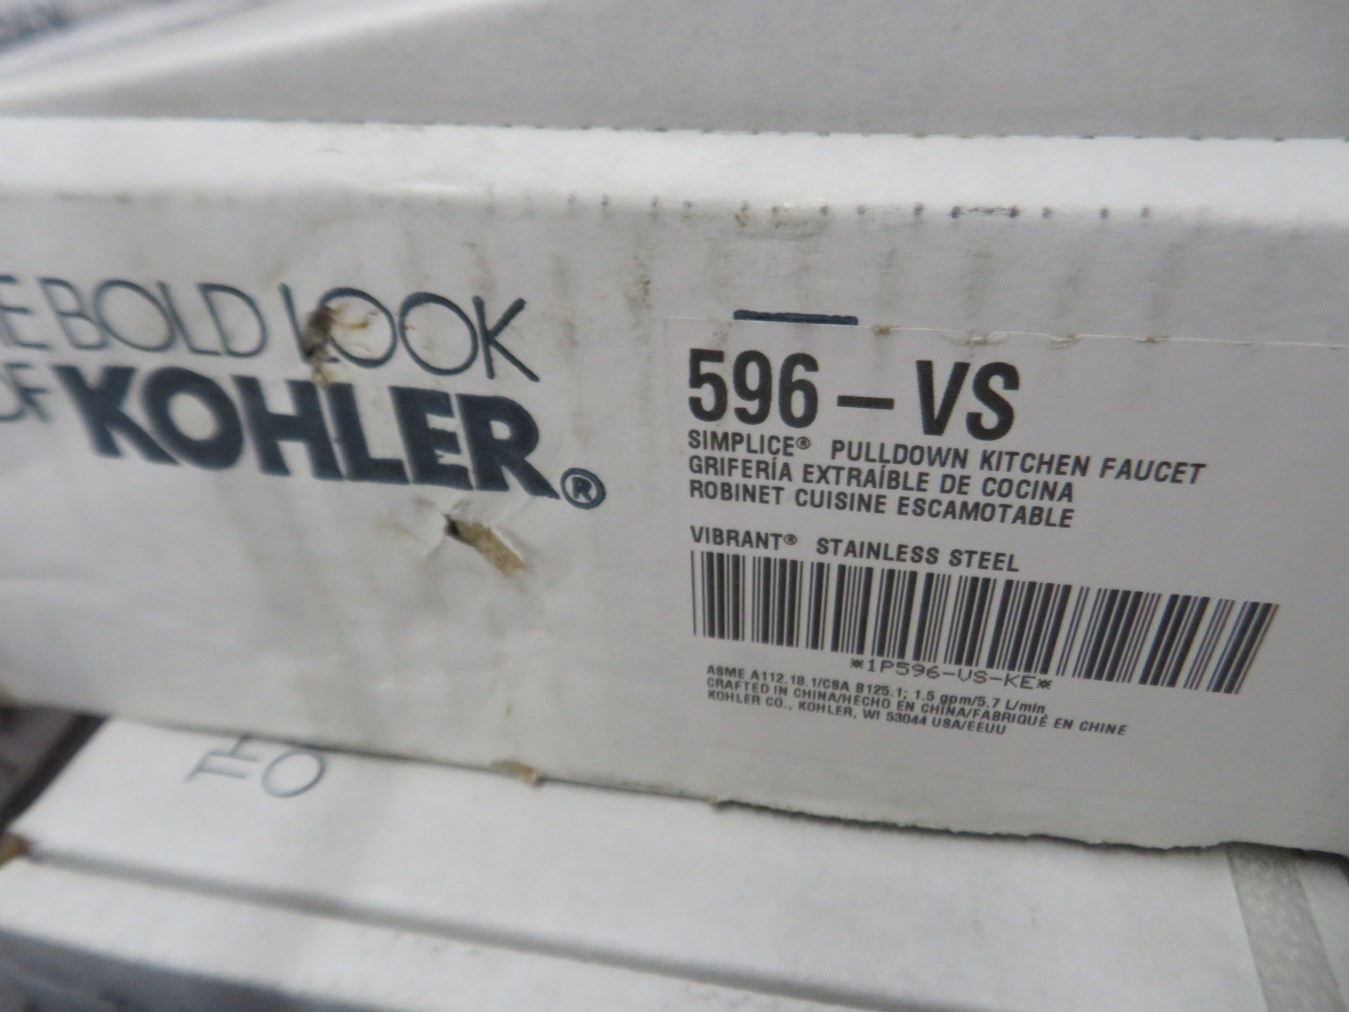 E BOLD LOOK
OF KOHLER®
596-VS
SIMPLICE® PULLDOWN KITCHEN FAUCET
GRIFERÍA EXTRAÍBLE DE COCINA
ROBINET CUISINE ESCAMOTABLE
VIBRANT® STAINLESS STEEL
*1P596-VS-KE*
ASME A112.18.1/CSA B125.1; 1.5 gpm/5.7 L/min
CRAFTED IN CHINA/HECHO EN CHINA/FABRIQUÉ EN CHINE
KOHLER CO., KOHLER, WI 53044 USA/EEUU
TH
O